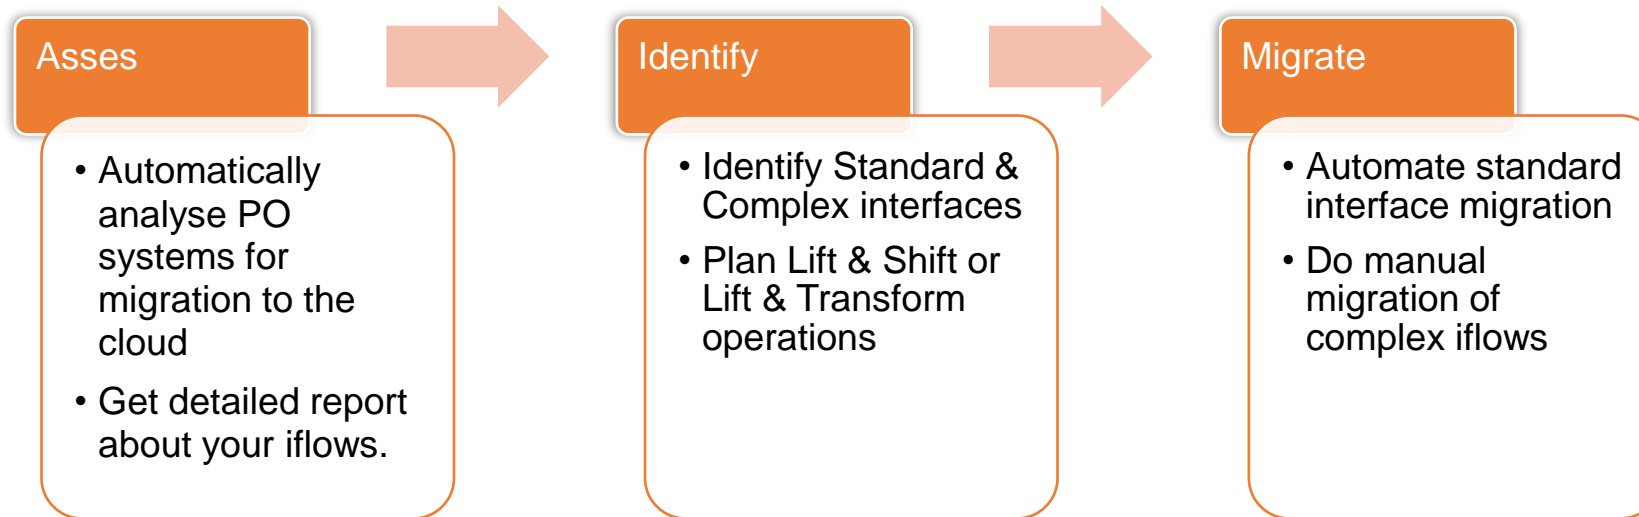 Asses
• Automatically
analyse PO
systems for
migration to the
cloud
• Get detailed report
about your iflows.
Identify
• Identify Standard &
Complex interfaces
• Plan Lift & Shift or
Lift & Transform
operations
Migrate
• Automate standard
interface migration
• Do manual
migration of
complex iflows